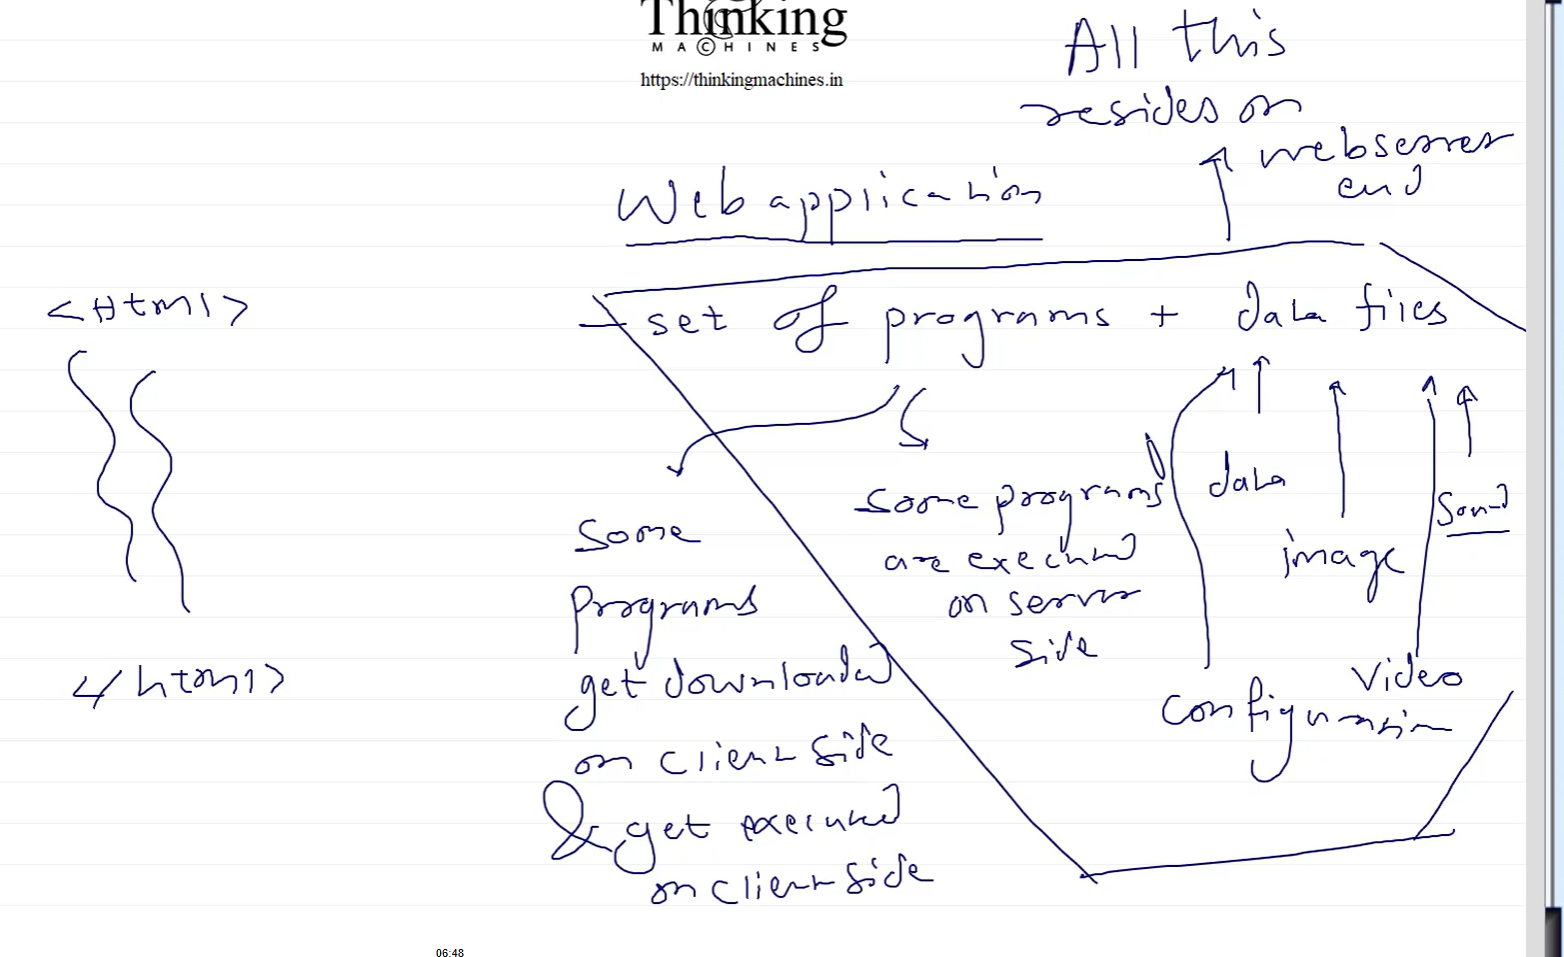 Thinking
MACHINES
https://thinkingmachines.in
All this
resides on
webserver
end
Web application
<Html>
- set of programs + data files
Some
programs
get downloaded
on client side
& get executed
on client side
some programs
are executed
on server
side
data
image
Sound
Video
configuration
</html>
06:48